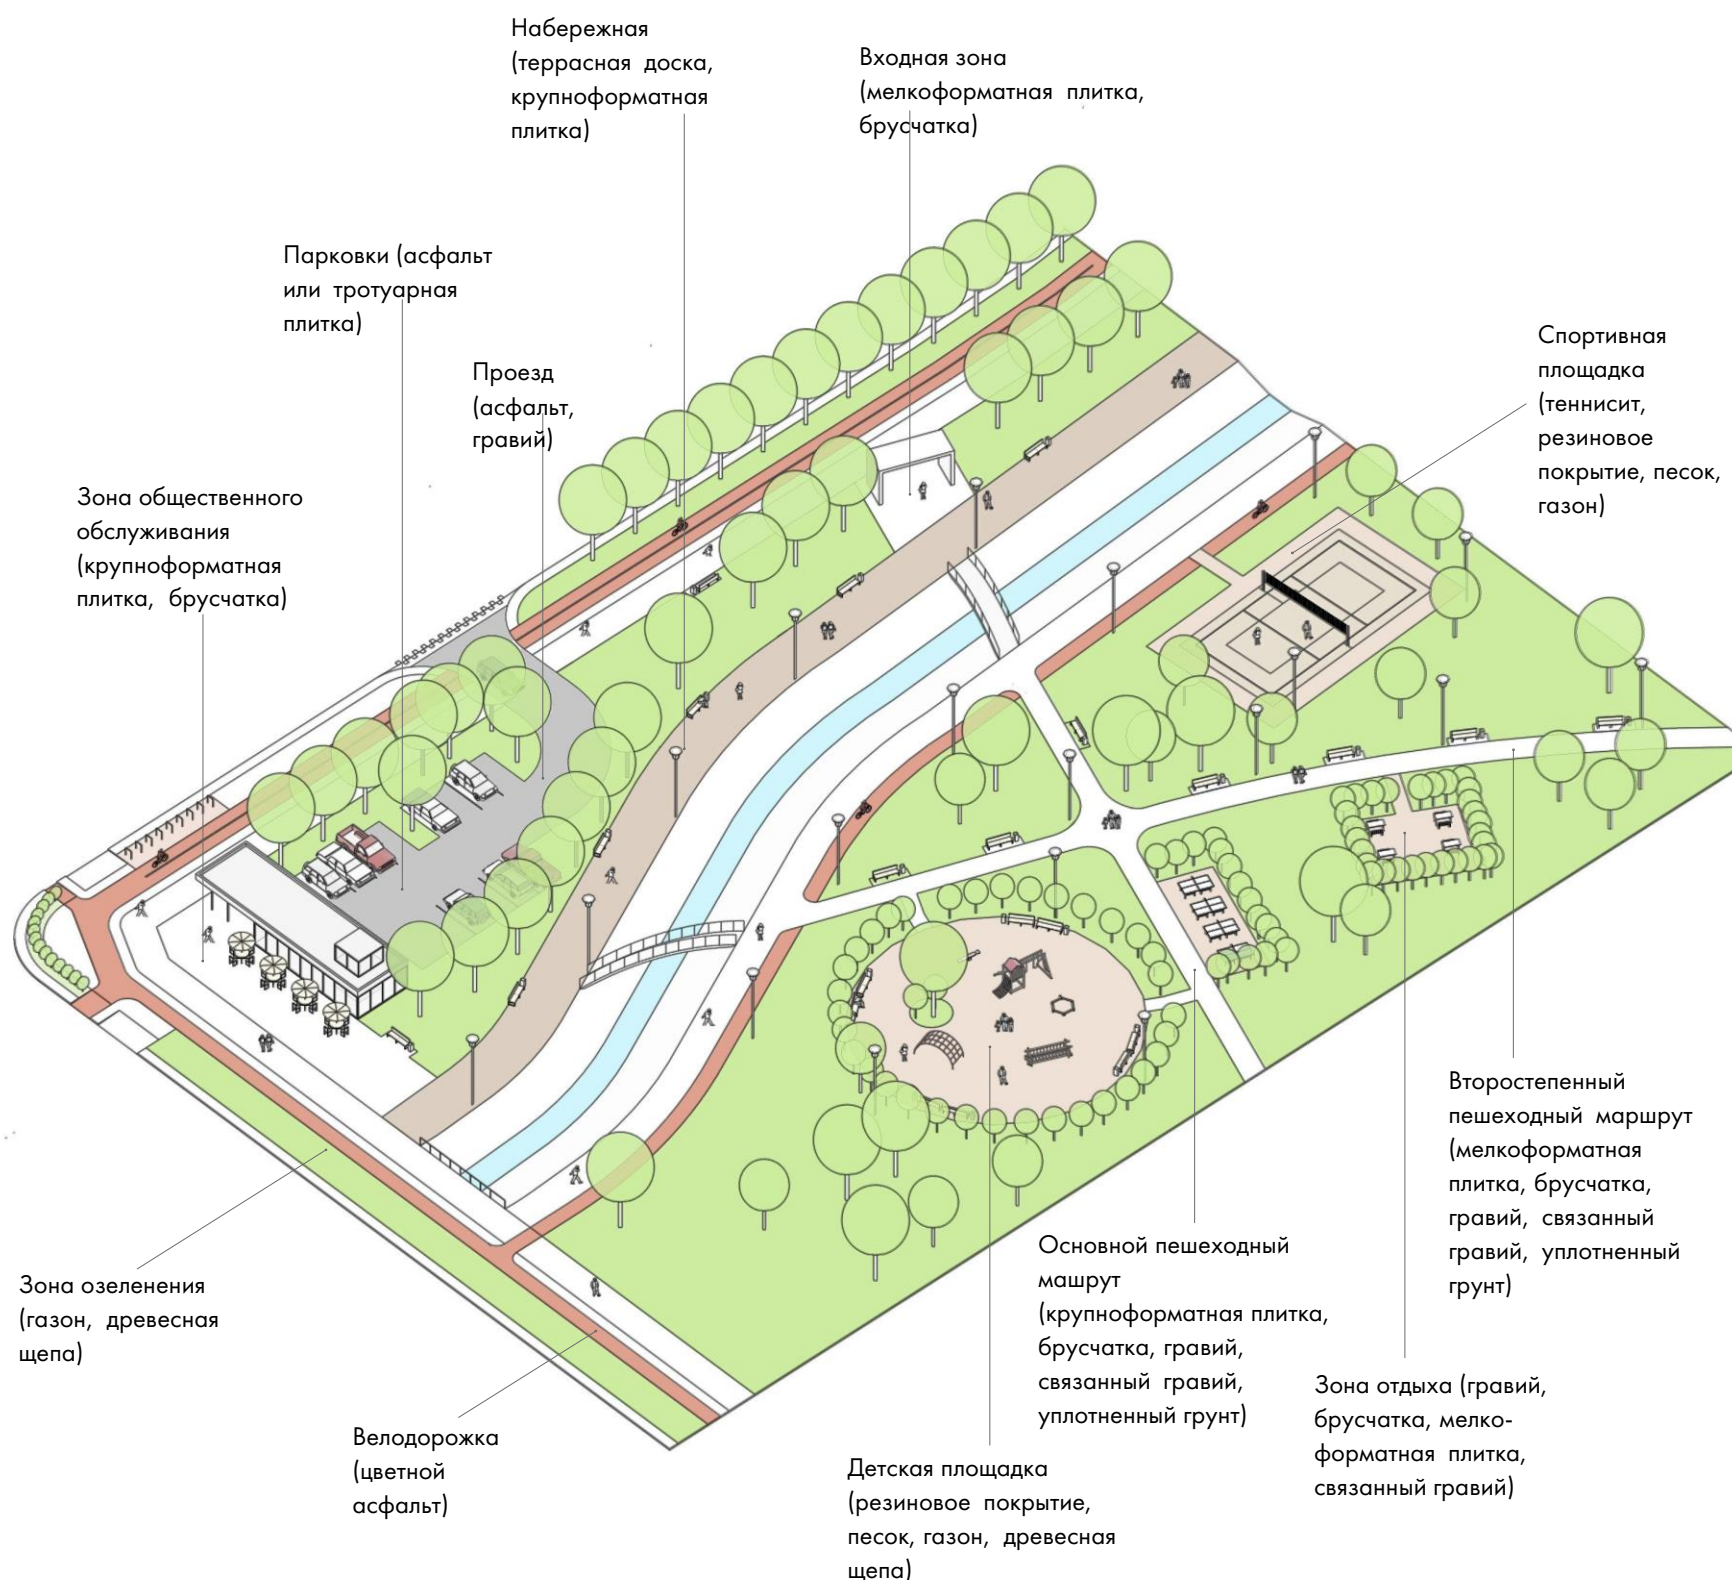 Набережная
(террасная доска,
крупноформатная
плитка)
Входная зона
(мелкоформатная плитка,
брусчатка)
Парковки (асфальт
или тротуарная
плитка)
Проезд
(асфальт,
гравий)
Спортивная
площадка
(теннисит,
резиновое
покрытие, песок,
газон)
Зона общественного
обслуживания
(крупноформатная
плитка, брусчатка)
Второстепенный
пешеходный маршрут
(мелкоформатная
плитка, брусчатка,
гравий, связанный
гравий, уплотненный
грунт)
Основной пешеходный
машрут
(крупноформатная плитка,
брусчатка, гравий,
связанный гравий,
уплотненный грунт)
Зона озеленения
(газон, древесная
щепа)
Зона отдыха (гравий,
брусчатка, мелко-
форматная плитка,
связанный гравий)
Велодорожка
(цветной
асфальт)
Детская площадка
(резиновое покрытие,
песок, газон, древесная
щепа)